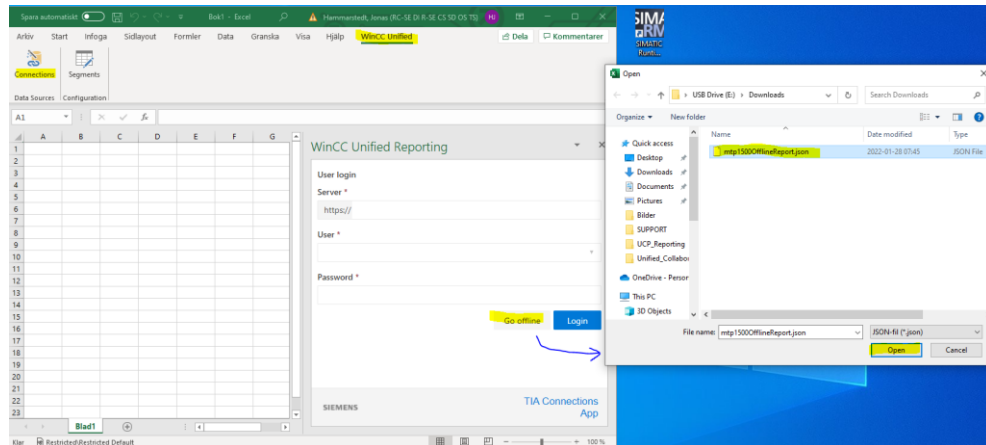 Spara automatiskt
Blad1 - Excel
Hammarstedt, Jonas (RC-SE DI R-SE CS SD OS TS)
HJ
Arkiv Start Infoga Sidlayout Formler Data Granska Visa Hjälp WinCC Unified
Dela Kommentarer
Connections
Segments
Data Sources Configuration
A1
fx
A B C D E F G
1
2
3
4
5
6
7
8
9
10
11
12
13
14
15
16
17
18
19
20
21
22
23
WinCC Unified Reporting
User login
Server *
https://
User *
Password *
Go offline
Login
SIEMENS
TIA Connections
App
Blad1
Klar
Restricted\Restricted Default
100 %
SIMATIC
Runti...
Open
USB Drive (E:) › Downloads
Search Downloads
Organize
New folder
Name Date modified Type
mtp1500OfflineReport.json 2022-01-28 07:45 JSON File
Quick access
Desktop
Downloads
Documents
Pictures
Bilder
SUPPORT
UCP_Reporting
Unified_Collabor
OneDrive - Person
This PC
3D Objects
File name: mtp1500OfflineReport.json
JSON-fil (*.json)
Open
Cancel